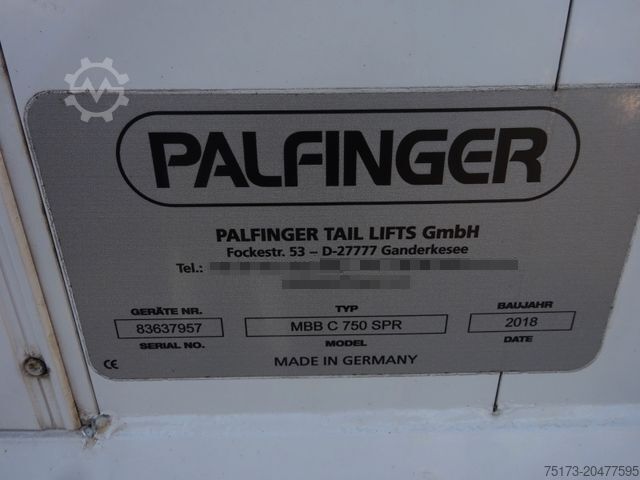 PALFINGER
PALFINGER TAIL LIFTS GmbH
Fockestr. 53 – D-27777 Ganderkesee
Tel.:
GERÄTE NR. TYP BAUJAHR
83637957 MBB C 750 SPR 2018
SERIAL NO. MODEL DATE
CE MADE IN GERMANY
75173-20477595